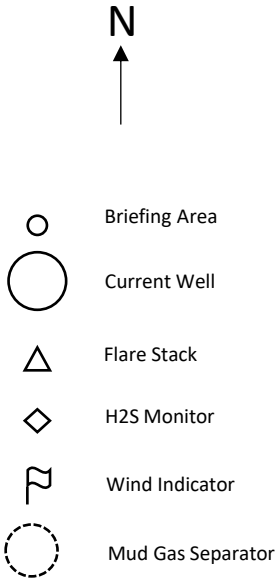 N
Briefing Area
Current Well
Flare Stack
H2S Monitor
Wind Indicator
Mud Gas Separator